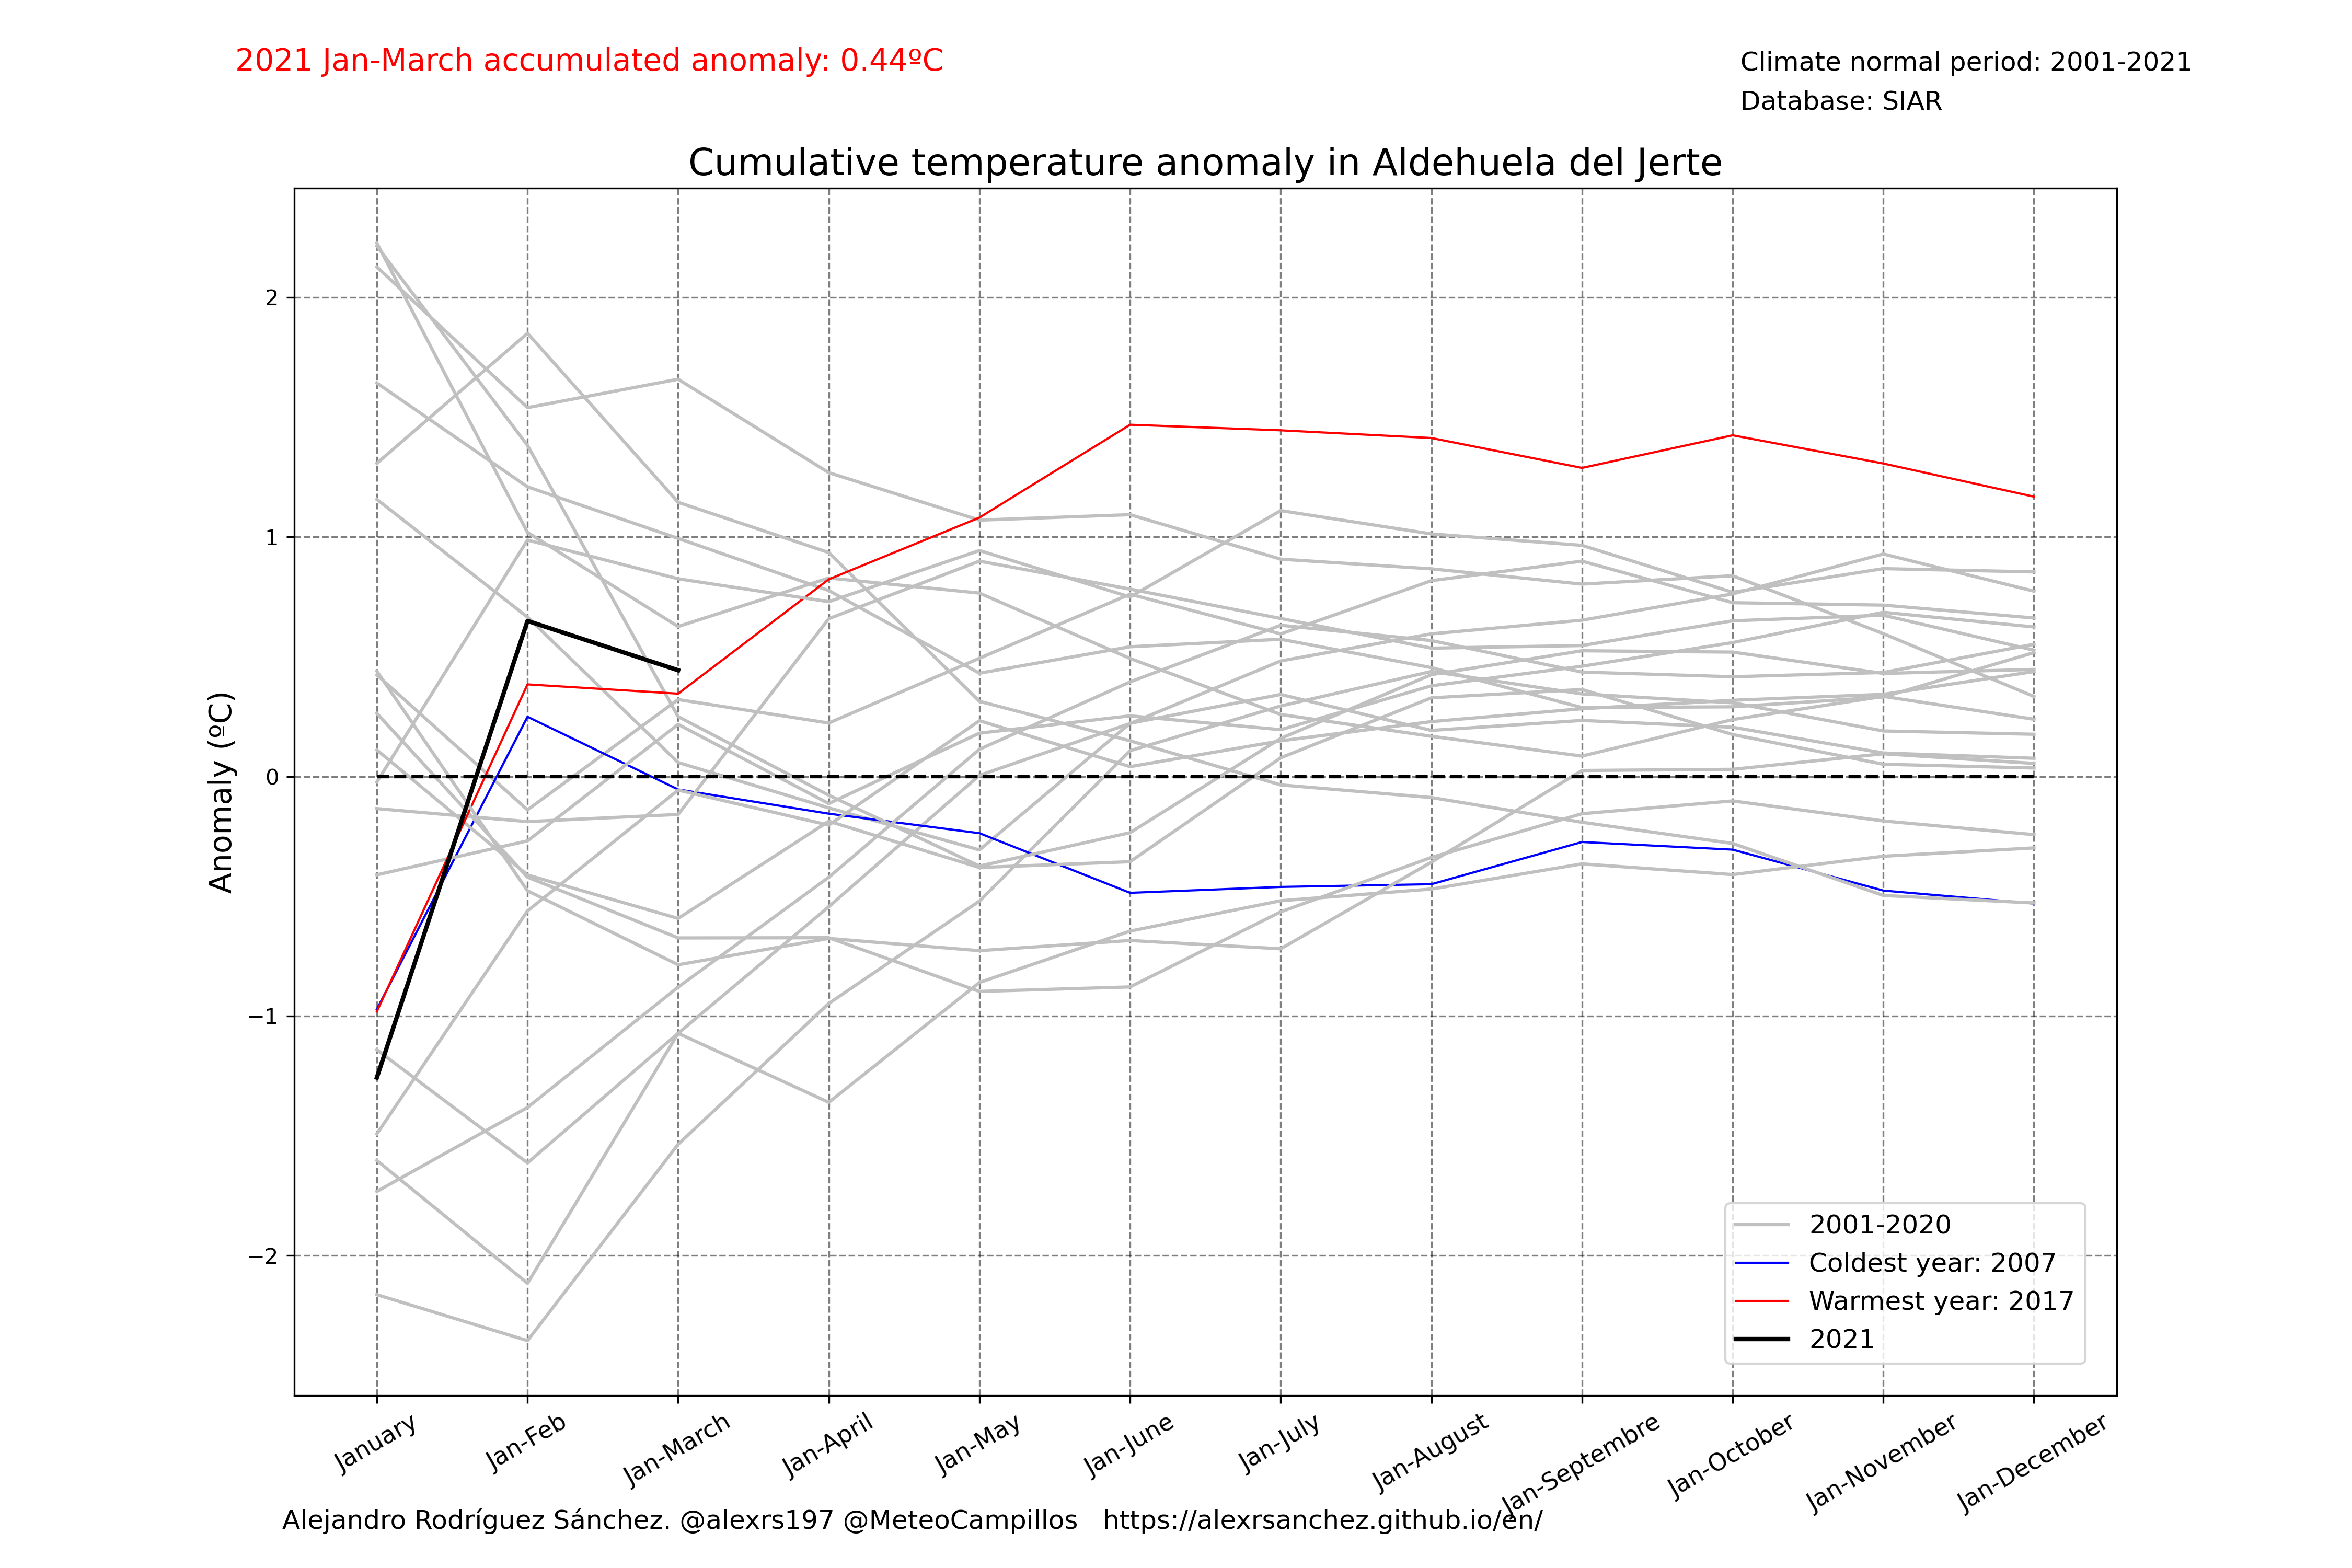 2021 Jan-March accumulated anomaly: 0.44ºC
Climate normal period: 2001-2021
Database: SIAR
Cumulative temperature anomaly in Aldehuela del Jerte
Anomaly (ºC)
2
1
0
−1
−2
2001-2020
Coldest year: 2007
Warmest year: 2017
2021
January
Jan-Feb
Jan-March
Jan-April
Jan-May
Jan-June
Jan-July
Jan-August
Jan-Septembre
Jan-October
Jan-November
Jan-December
Alejandro Rodríguez Sánchez. @alexrs197 @MeteoCampillos   https://alexrsanchez.github.io/en/